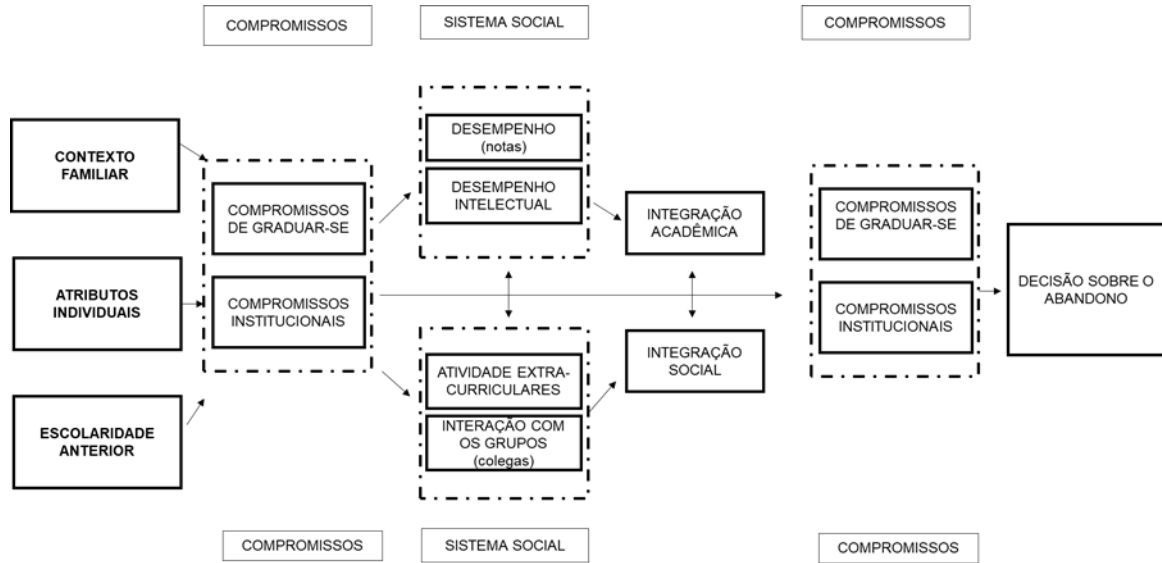 COMPROMISSOS
SISTEMA SOCIAL
COMPROMISSOS
CONTEXTO
FAMILIAR
ATRIBUTOS
INDIVIDUAIS
ESCOLARIDADE
ANTERIOR
COMPROMISSOS
DE GRADUAR-SE
COMPROMISSOS
INSTITUCIONAIS
DESEMPENHO
(notas)
DESEMPENHO
INTELECTUAL
ATIVIDADE EXTRA-
CURRICULARES
INTERAÇÃO COM
OS GRUPOS
(colegas)
INTEGRAÇÃO
ACADÊMICA
INTEGRAÇÃO
SOCIAL
COMPROMISSOS
DE GRADUAR-SE
COMPROMISSOS
INSTITUCIONAIS
DECISÃO SOBRE O
ABANDONO
COMPROMISSOS
SISTEMA SOCIAL
COMPROMISSOS